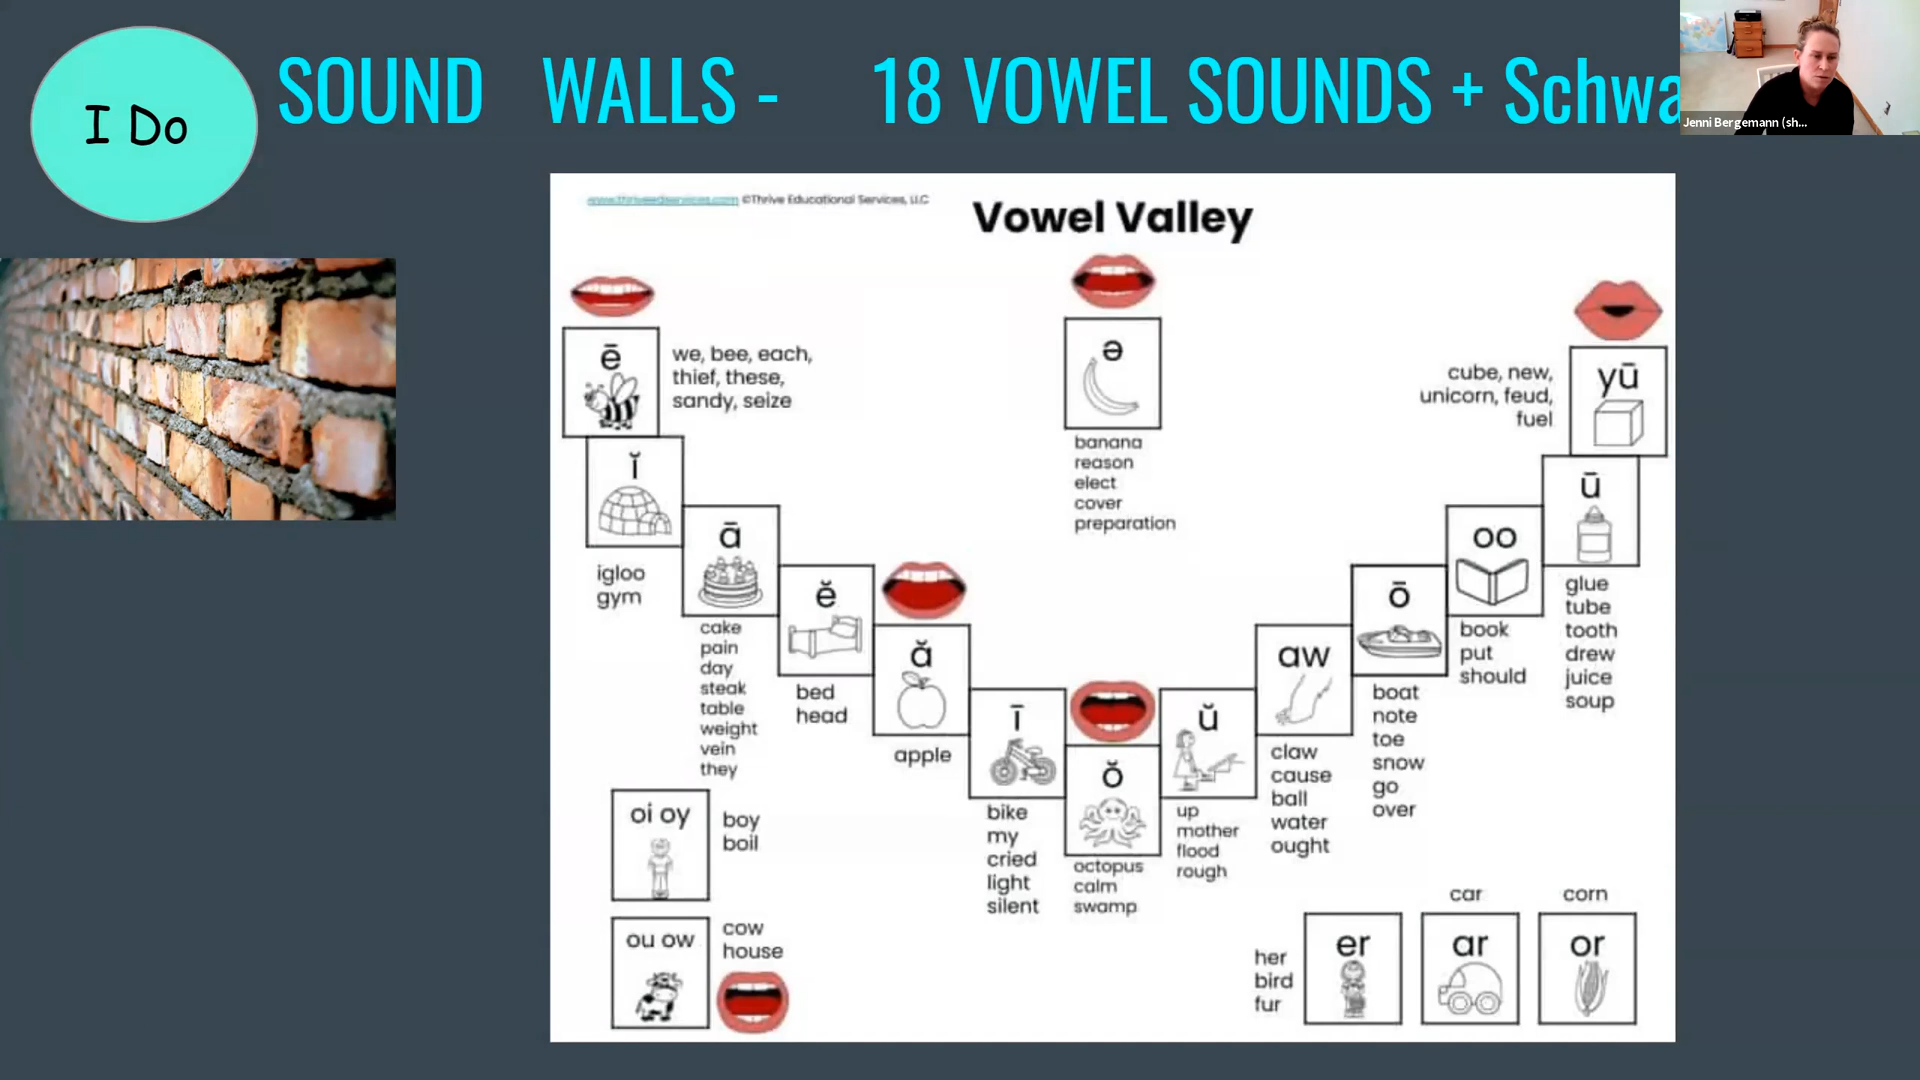 I Do
SOUND WALLS - 18 VOWEL SOUNDS + Schwa
Jenni Bergemann (sh...
www.thriveedservices.com ©Thrive Educational Services, LLC
Vowel Valley
ē
we, bee, each,
thief, these,
sandy, seize
ĭ
igloo
gym
ā
cake
pain
day
steak
table
weight
vein
they
ĕ
bed
head
ă
apple
ī
bike
my
cried
light
silent
ŏ
octopus
calm
swamp
ə
banana
reason
elect
cover
preparation
ŭ
up
mother
flood
rough
aw
claw
cause
ball
water
ought
ō
boat
note
toe
snow
go
over
oo
book
put
should
ū
glue
tube
tooth
drew
juice
soup
yū
cube, new,
unicorn, feud,
fuel
oi oy
boy
boil
ou ow
cow
house
er
her
bird
fur
car
ar
corn
or